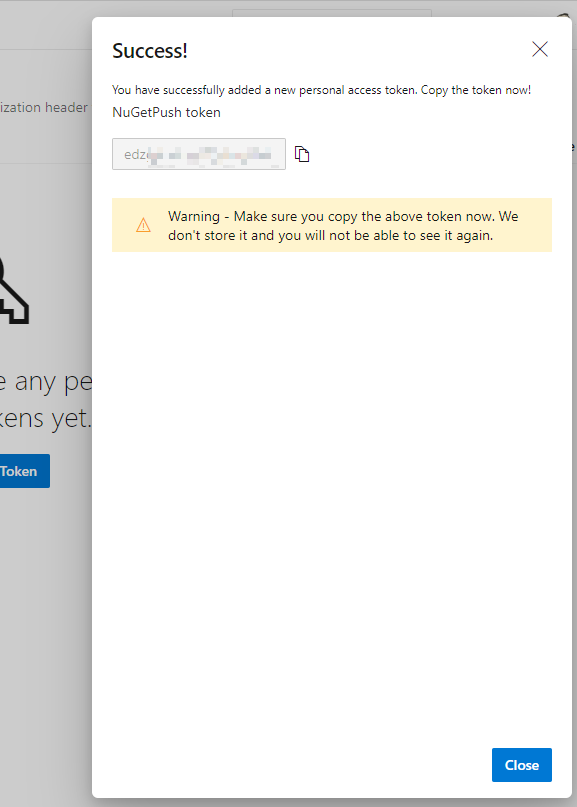 Success!
You have successfully added a new personal access token. Copy the token now!
ization header
NuGetPush token
edz
Warning - Make sure you copy the above token now. We
don't store it and you will not be able to see it again.
e any pe
kens yet.
Token
Close